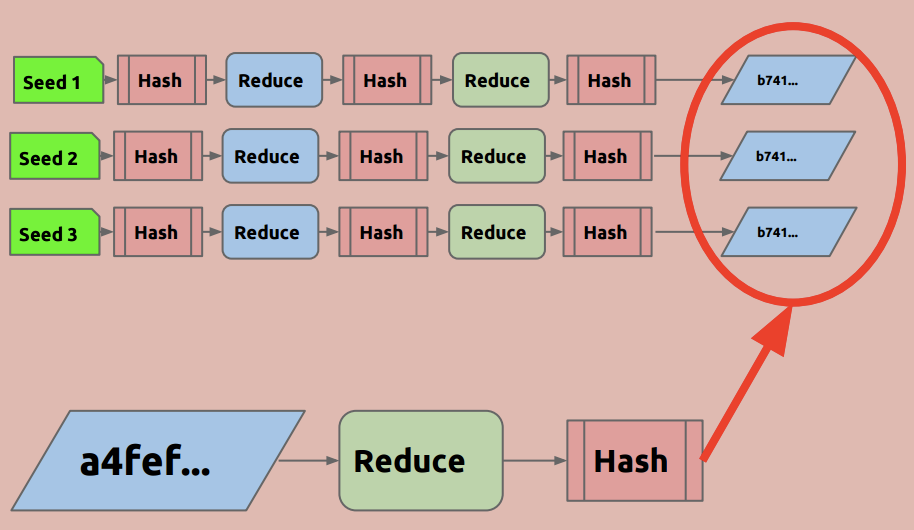 Seed 1 Hash Reduce Hash Reduce Hash b741...
Seed 2 Hash Reduce Hash Reduce Hash b741...
Seed 3 Hash Reduce Hash Reduce Hash b741...
a4fef... Reduce Hash